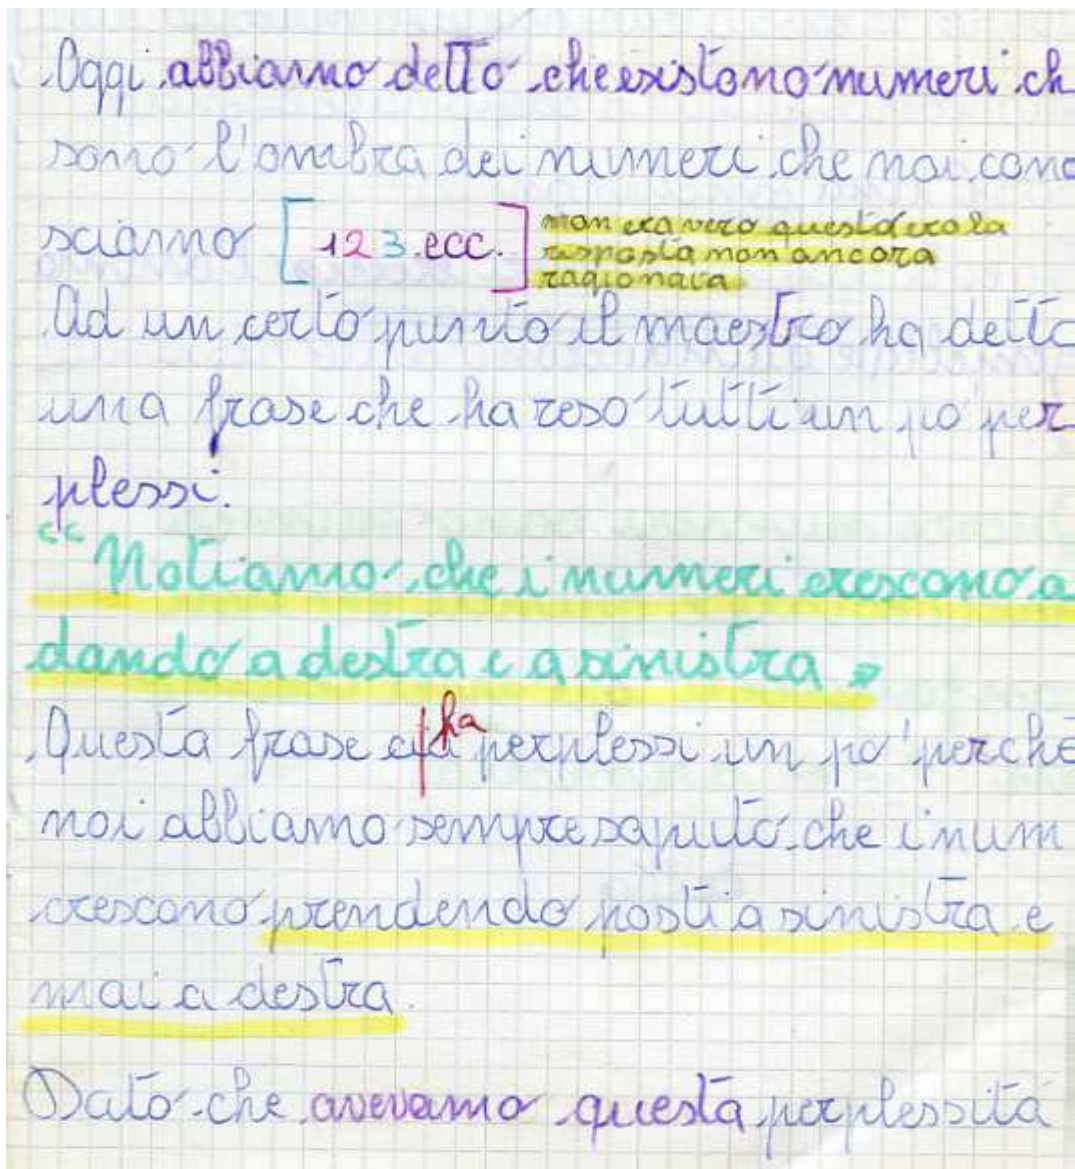 Oggi abbiamo detto che esistono numeri ch
sono l'ombra dei numeri che noi cono
sciamo [1 2 3 ecc.]
non era vero questa era la
risposta non ancora
ragionata
Ad un certo punto il maestro ha detto
una frase che ha reso tutti un po per
plessi.
“Notiamo che i numeri crescono a
dando a destra e a sinistra”
Questa frase ci ha perplessi un po' perchè
noi abbiamo sempre saputo che i num
crescono prendendo posti a sinistra e
mai a destra.
Dato che avevamo questa perplessità